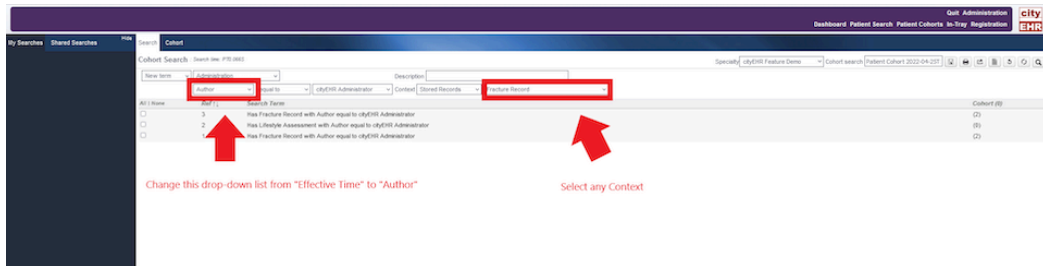 Quit Administration
city
EHR
Dashboard Patient Search Patient Cohorts In-Tray Registration
My Searches Shared Searches Hide Search Cohort
Cohort Search
Specialty cityEHR Feature Demo Cohort search Patient Cohort 2022-04-25T
New term Administration Description
Author equal to cityEHR Administrator Context Stored Records Fracture Record
All \ None Ref Search Term Cohort (0)
3 Has Fracture Record with Author equal to cityEHR Administrator (2)
2 Has Lifestyle Assessment with Author equal to cityEHR Administrator (0)
1 Has Fracture Record with Author equal to cityEHR Administrator (2)
Change this drop-down list from "Effective Time" to "Author"
Select any Context